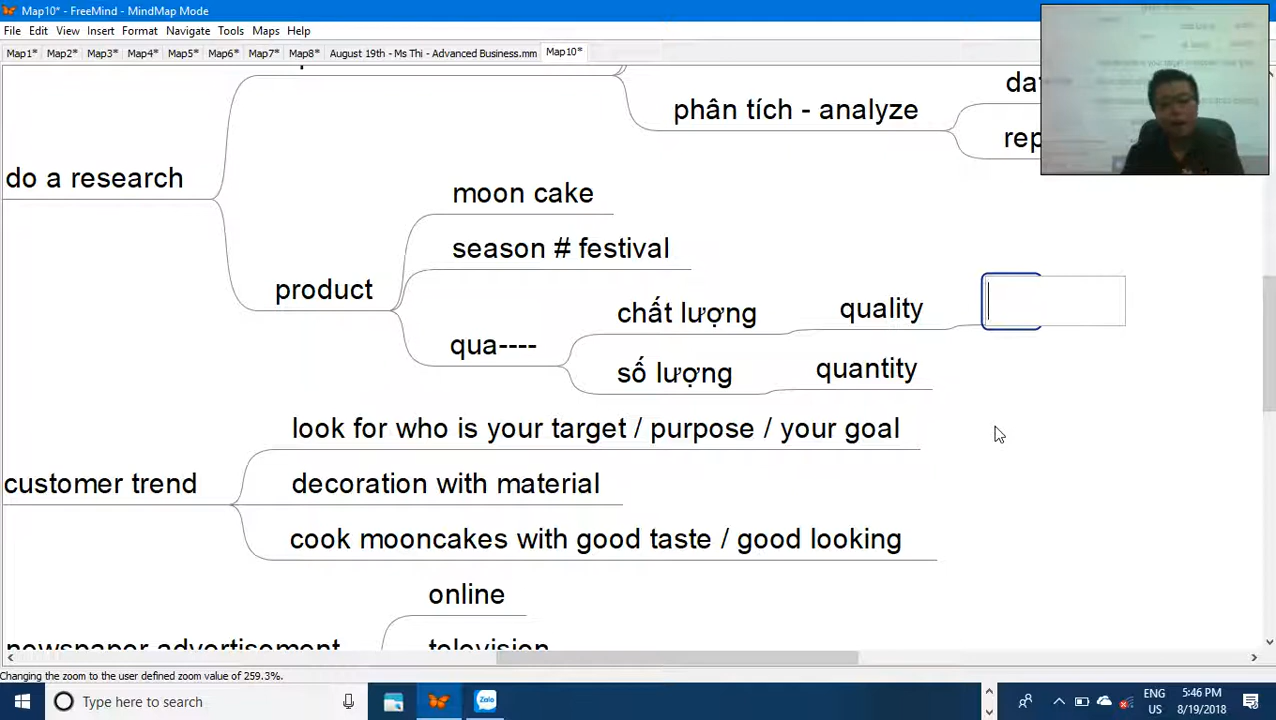 Map10* - FreeMind - MindMap Mode
File Edit View Insert Format Navigate Tools Maps Help
Map1* Map2* Map3* Map4* Map5* Map6* Map7* Map8* August 19th - Ms Thi - Advanced Business.mm Map10*
phân tích - analyze
do a research
moon cake
season # festival
product
chất lượng
quality
qua----
số lượng
quantity
look for who is your target / purpose / your goal
customer trend
decoration with material
cook mooncakes with good taste / good looking
online
newspaper advertisement
television
Changing the zoom to the user defined zoom value of 259.3%.
Type here to search
Zalo
ENG
US
5:46 PM
8/19/2018